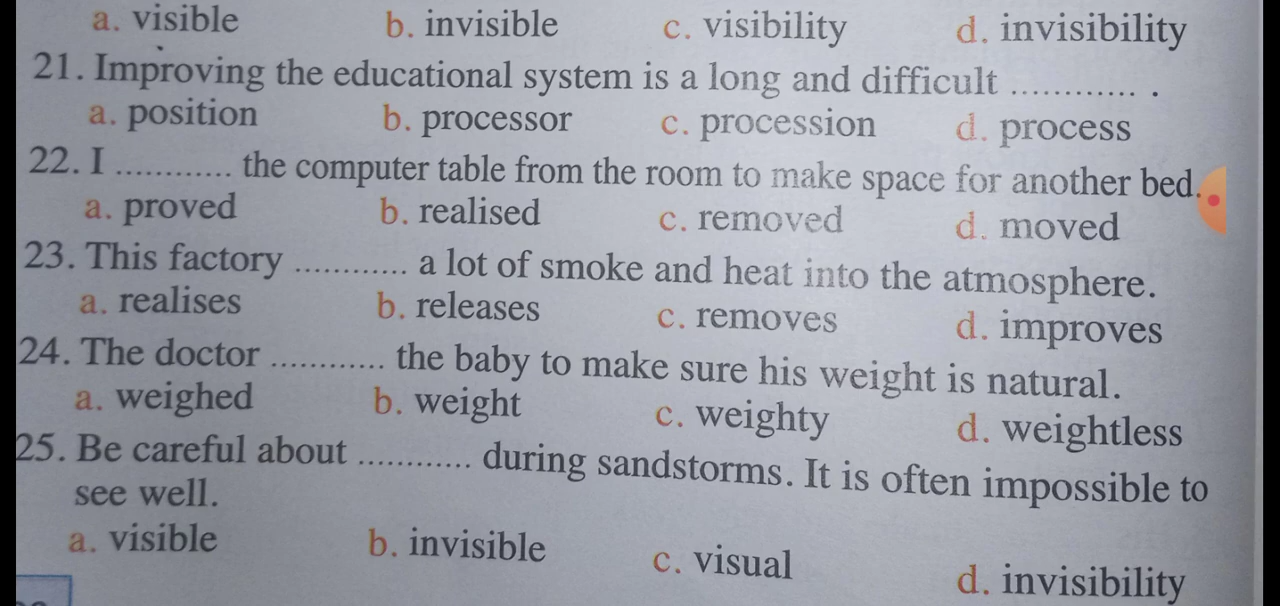 a. visible b. invisible c. visibility d. invisibility
21. Improving the educational system is a long and difficult ............ .
a. position b. processor c. procession d. process
22. I ............ the computer table from the room to make space for another bed.
a. proved b. realised c. removed d. moved
23. This factory ............ a lot of smoke and heat into the atmosphere.
a. realises b. releases c. removes d. improves
24. The doctor ............ the baby to make sure his weight is natural.
a. weighed b. weight c. weighty d. weightless
25. Be careful about ............ during sandstorms. It is often impossible to
see well.
a. visible b. invisible c. visual d. invisibility